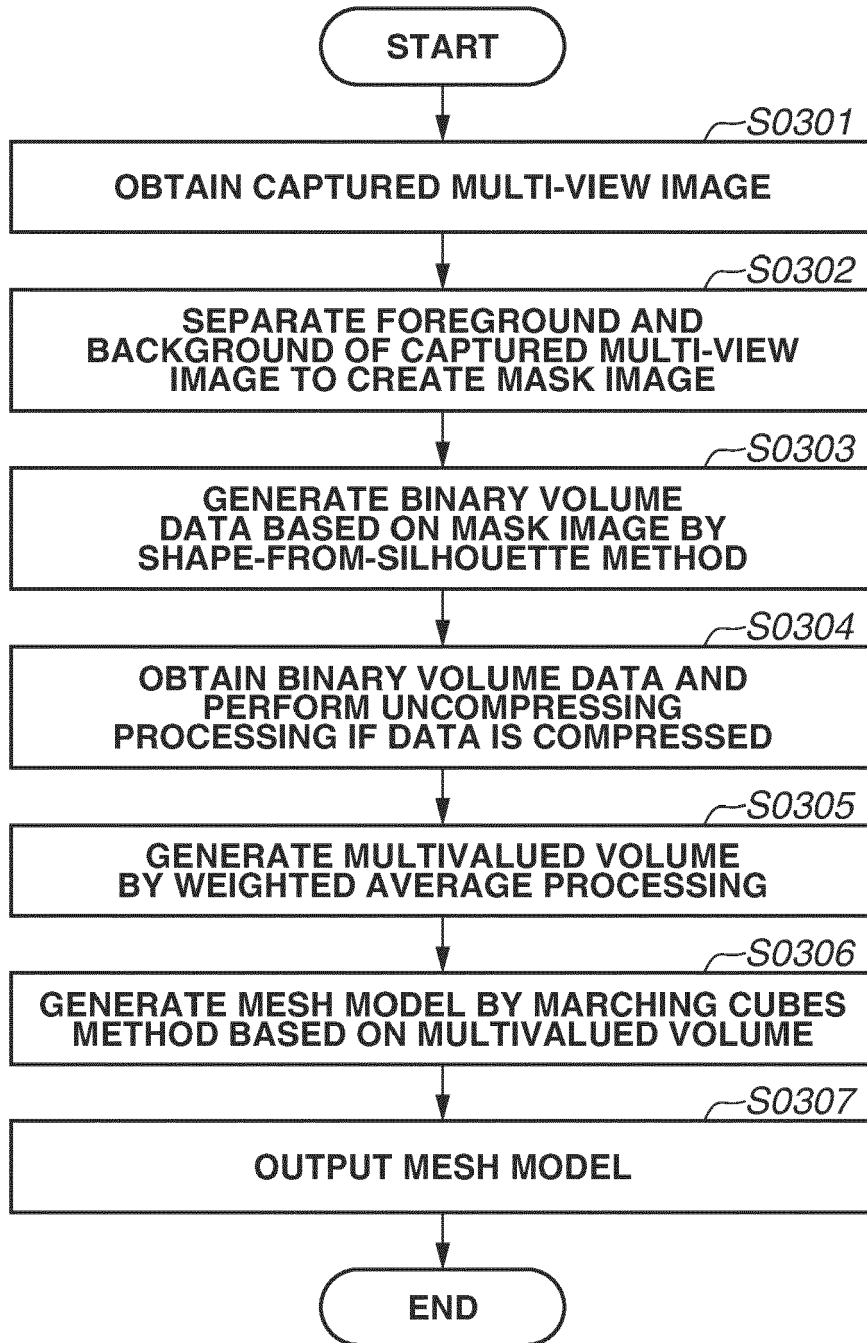 START
S0301
OBTAIN CAPTURED MULTI-VIEW IMAGE
S0302
SEPARATE FOREGROUND AND
BACKGROUND OF CAPTURED MULTI-VIEW
IMAGE TO CREATE MASK IMAGE
S0303
GENERATE BINARY VOLUME
DATA BASED ON MASK IMAGE BY
SHAPE-FROM-SILHOUETTE METHOD
S0304
OBTAIN BINARY VOLUME DATA AND
PERFORM UNCOMPRESSING
PROCESSING IF DATA IS COMPRESSED
S0305
GENERATE MULTIVALUED VOLUME
BY WEIGHTED AVERAGE PROCESSING
S0306
GENERATE MESH MODEL BY MARCHING CUBES
METHOD BASED ON MULTIVALUED VOLUME
S0307
OUTPUT MESH MODEL
END